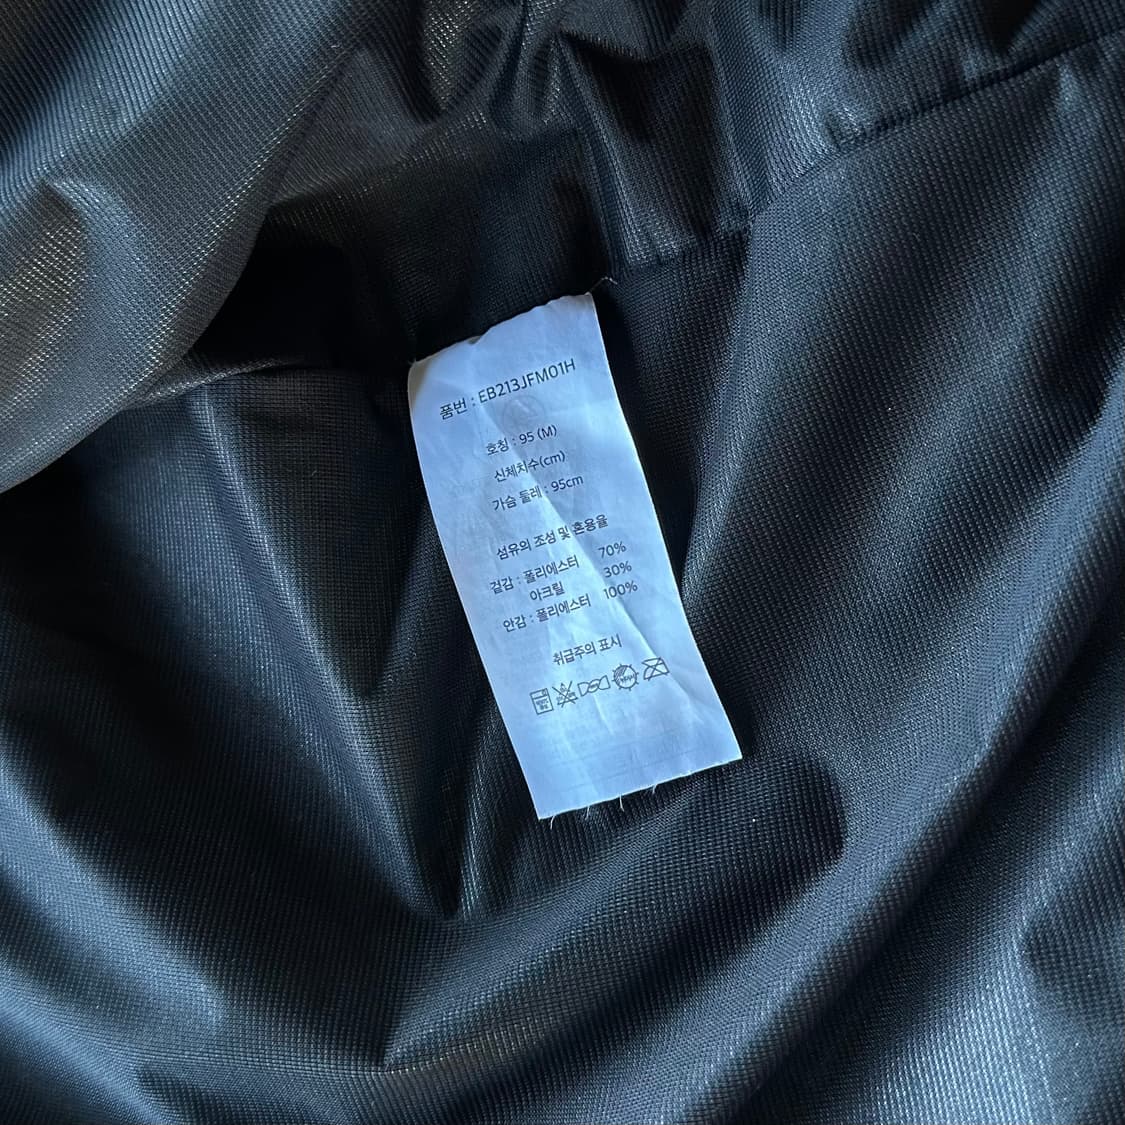 품번 : EB213JFM01H
호칭 : 95 (M)
신체치수(cm)
가슴 둘레 : 95cm
섬유의 조성 및 혼용율
겉감 : 폴리에스터 70%
아크릴 30%
안감 : 폴리에스터 100%
취급주의 표시